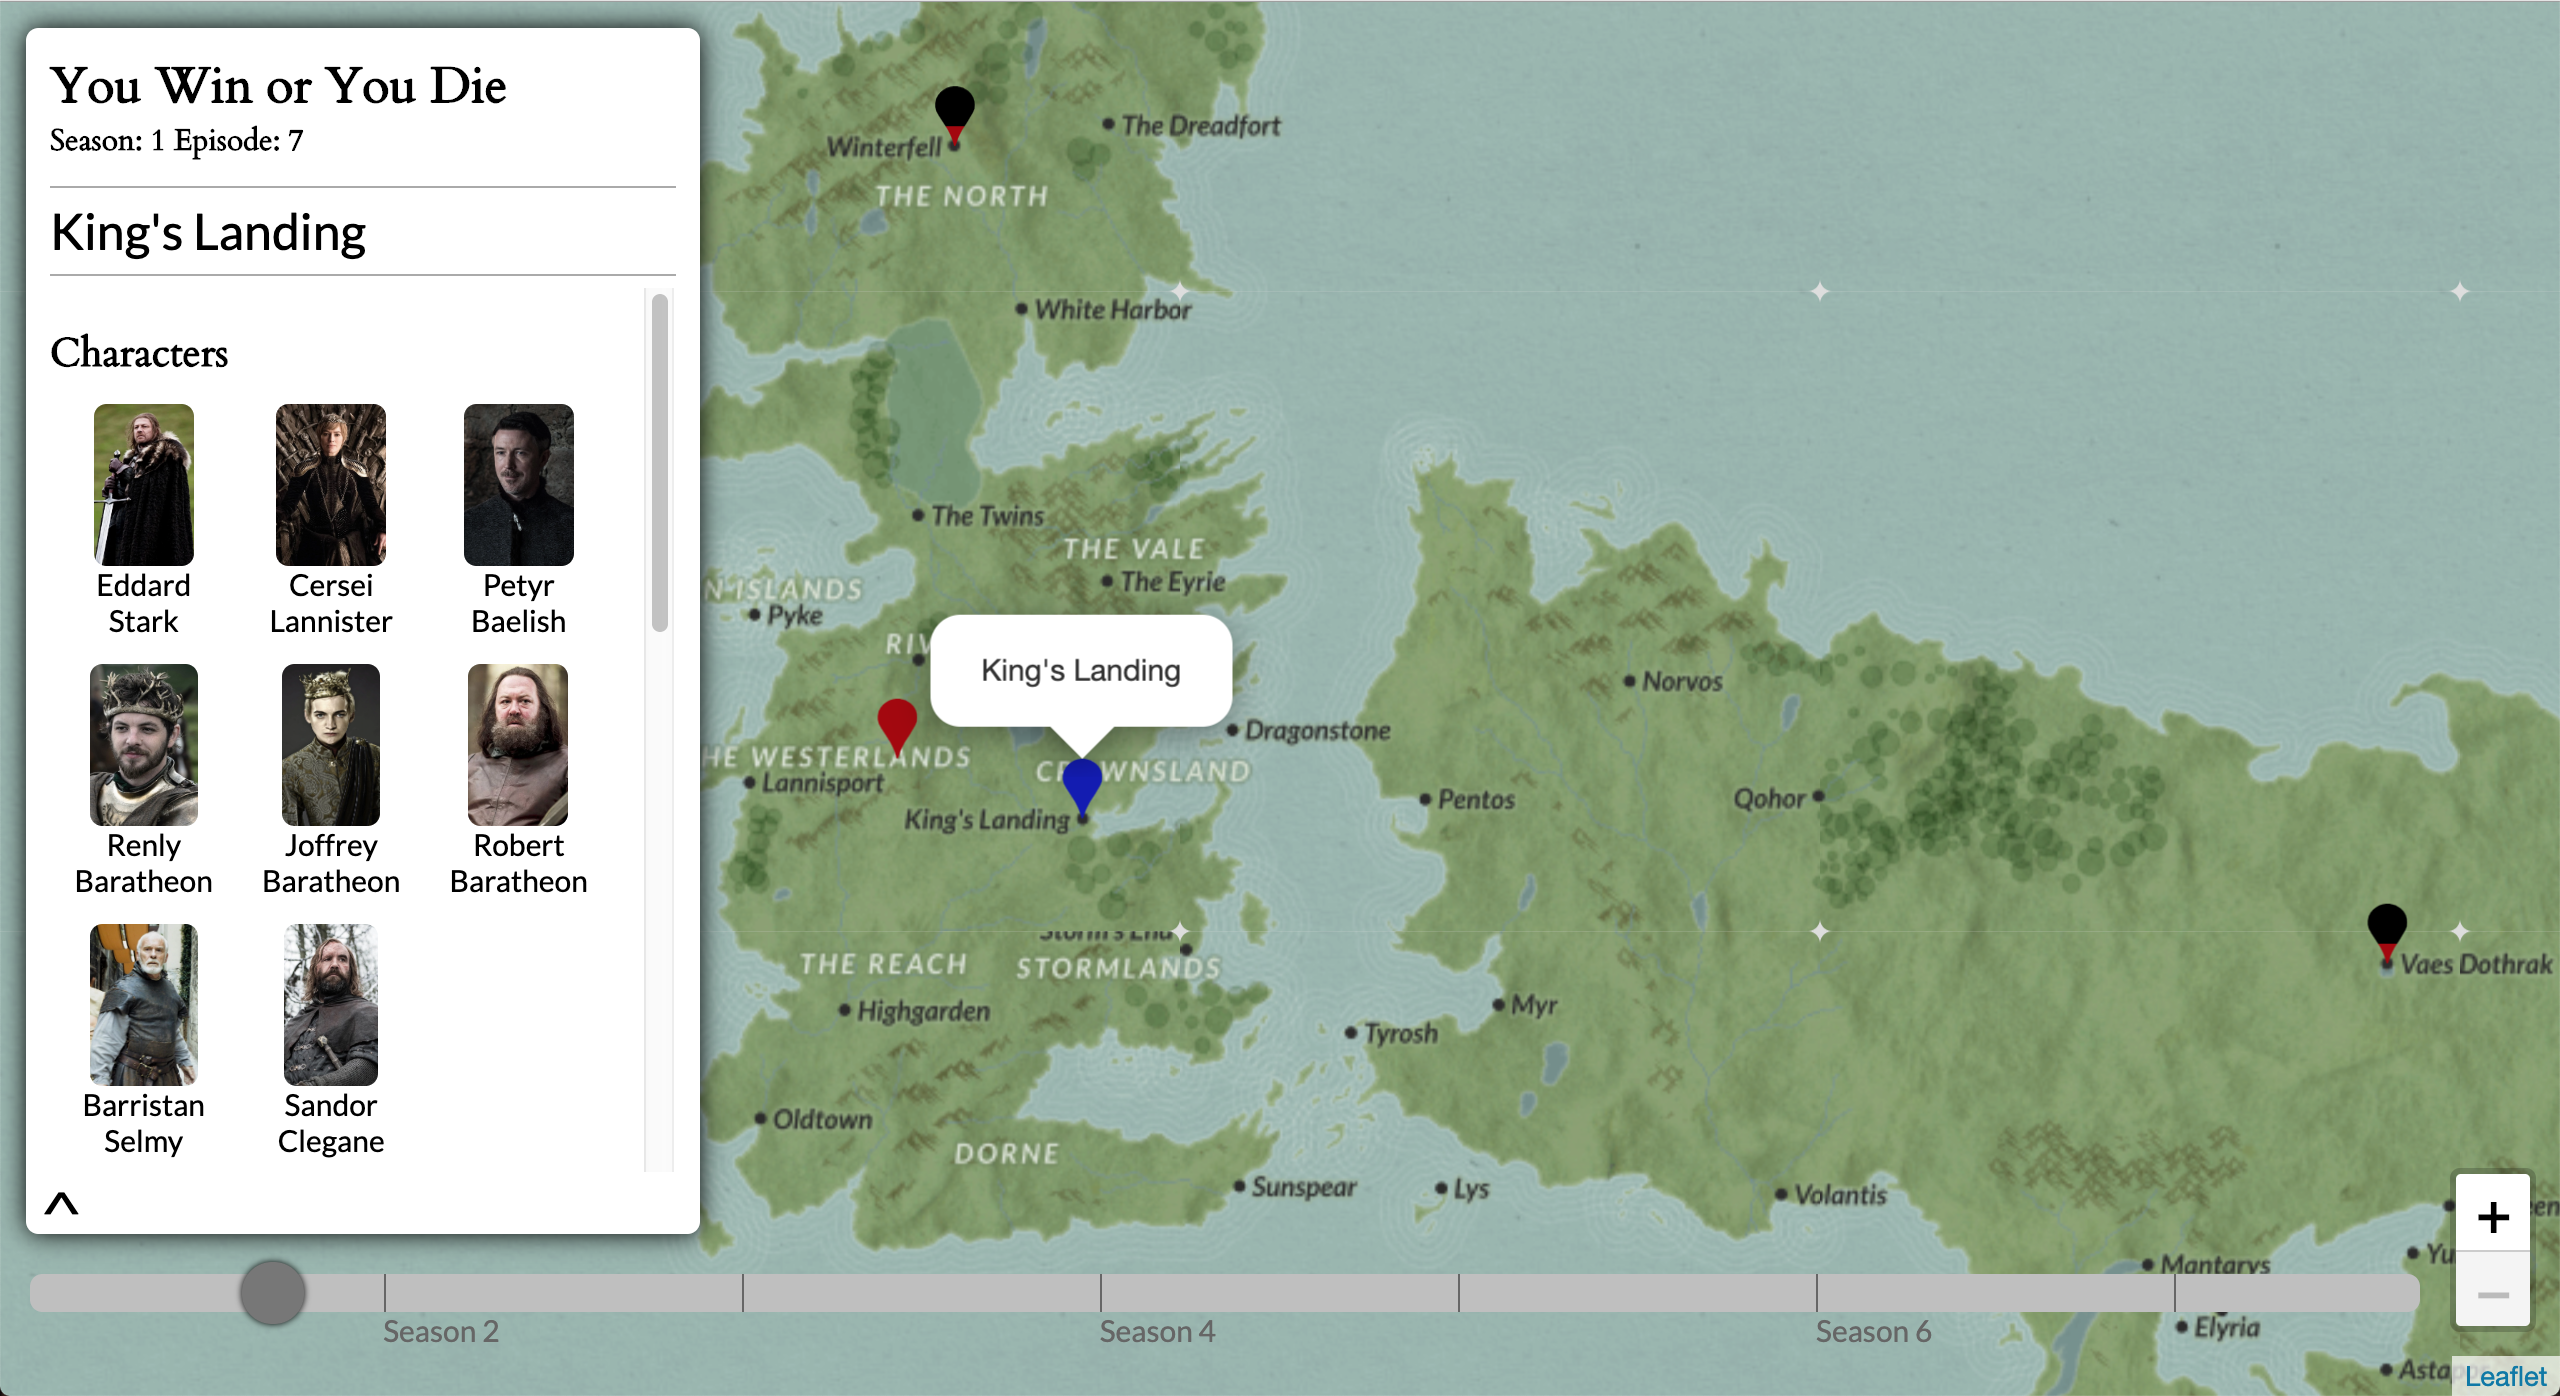 You Win or You Die
Season: 1 Episode: 7
King's Landing
Characters
Eddard
Stark
Cersei
Lannister
Petyr
Baelish
Renly
Baratheon
Joffrey
Baratheon
Robert
Baratheon
Barristan
Selmy
Sandor
Clegane
^
The Dreadfort
Winterfell
THE NORTH
White Harbor
The Twins
THE VALE
The Eyrie
N ISLANDS
Pyke
RIV
King's Landing
Norvos
Dragonstone
HE WESTERLANDS
CR WNSLAND
Lannisport
Pentos
Qohor
King's Landing
Storm's End
THE REACH
STORMLANDS
Vaes Dothrak
Highgarden
Myr
Tyrosh
Oldtown
DORNE
Sunspear
Lys
Volantis
+
een
Yu
Mantarys
−
Season 2
Season 4
Season 6
Elyria
Astap
Leaflet